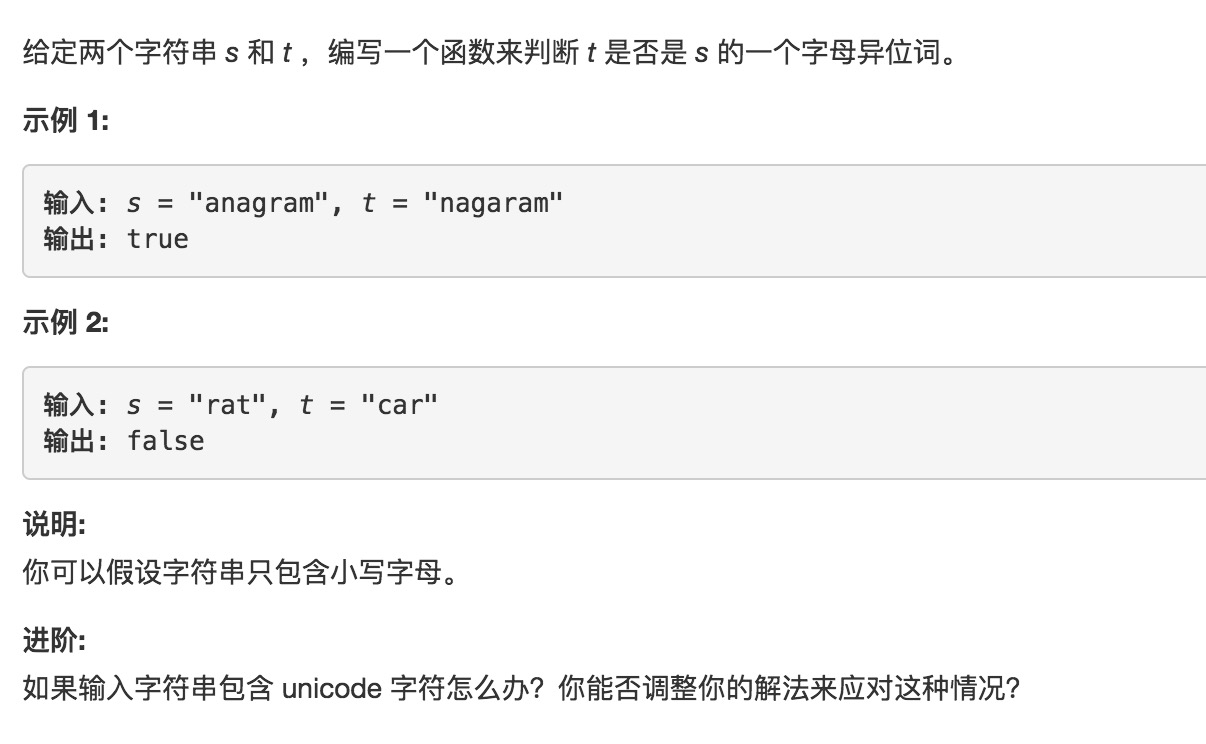 给定两个字符串 s 和 t ，编写一个函数来判断 t 是否是 s 的一个字母异位词。
示例 1:
输入: s = "anagram", t = "nagaram"
输出: true
示例 2:
输入: s = "rat", t = "car"
输出: false
说明:
你可以假设字符串只包含小写字母。
进阶:
如果输入字符串包含 unicode 字符怎么办？你能否调整你的解法来应对这种情况？